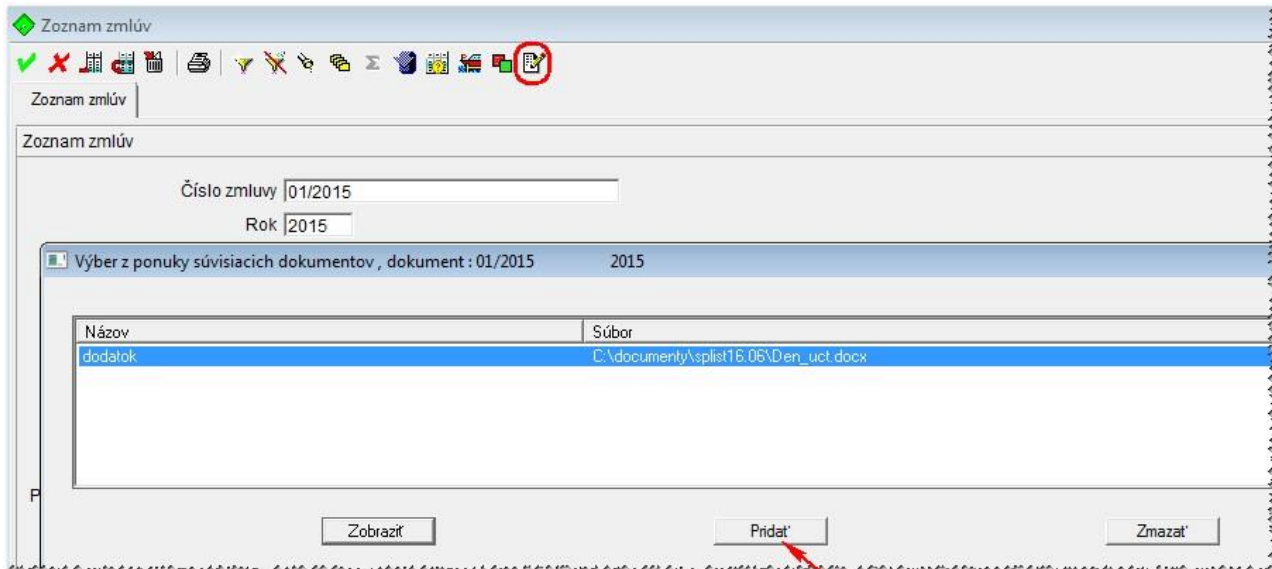 Zoznam zmlúv
Zoznam zmlúv
Zoznam zmlúv
Číslo zmluvy 01/2015
Rok 2015
Výber z ponuky súvisiacich dokumentov , dokument : 01/2015 2015
Názov Súbor
dodatok C:\documenty\splist16.06\Den_uct.docx
P
Zobraziť Pridať Zmazať